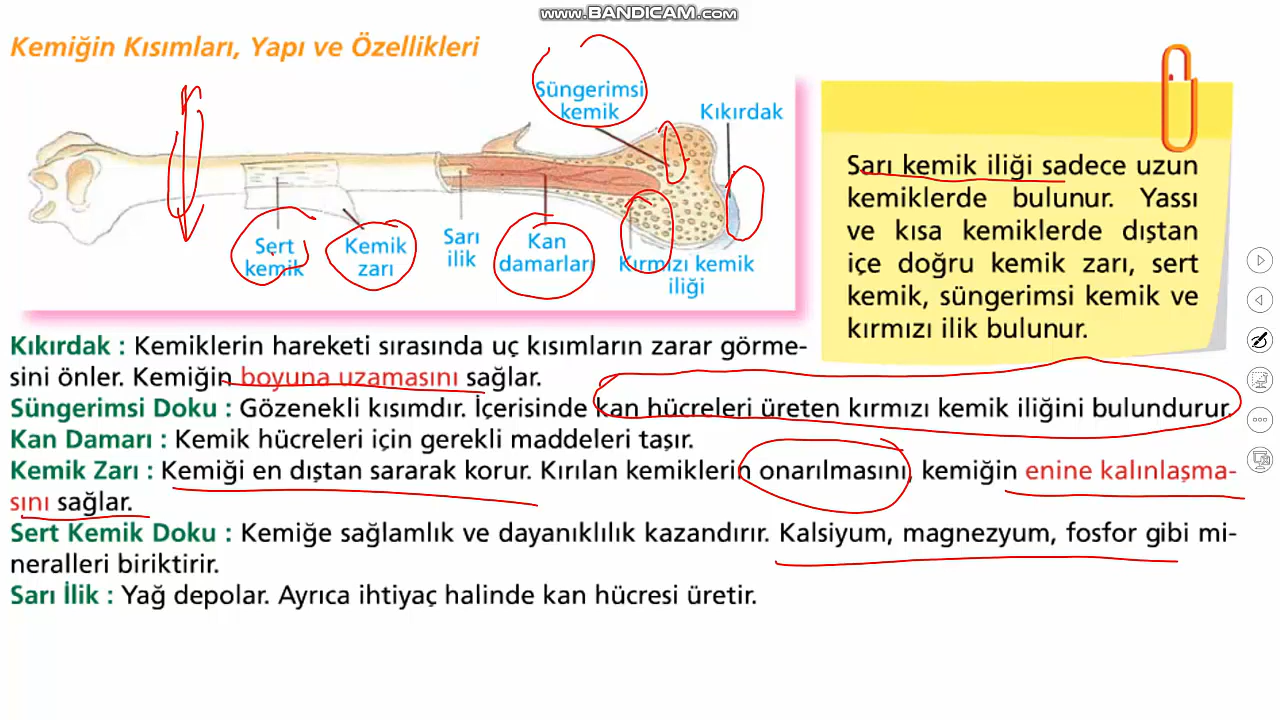 www.BANDICAM.com
Kemiğin Kısımları, Yapı ve Özellikleri
Süngerimsi
kemik
Kıkırdak
Sert
kemik
Kemik
zarı
Sarı
ilik
Kan
damarları
Kırmızı kemik
iliği
Sarı kemik iliği sadece uzun
kemiklerde bulunur. Yassı
ve kısa kemiklerde dıştan
içe doğru kemik zarı, sert
kemik, süngerimsi kemik ve
kırmızı ilik bulunur.
Kıkırdak : Kemiklerin hareketi sırasında uç kısımların zarar görme-
sini önler. Kemiğin boyuna uzamasını sağlar.
Süngerimsi Doku : Gözenekli kısımdır. İçerisinde kan hücreleri üreten kırmızı kemik iliğini bulundurur.
Kan Damarı : Kemik hücreleri için gerekli maddeleri taşır.
Kemik Zarı : Kemiği en dıştan sararak korur. Kırılan kemiklerin onarılmasını, kemiğin enine kalınlaşma-
sını sağlar.
Sert Kemik Doku : Kemiğe sağlamlık ve dayanıklılık kazandırır. Kalsiyum, magnezyum, fosfor gibi mi-
neralleri biriktirir.
Sarı İlik : Yağ depolar. Ayrıca ihtiyaç halinde kan hücresi üretir.